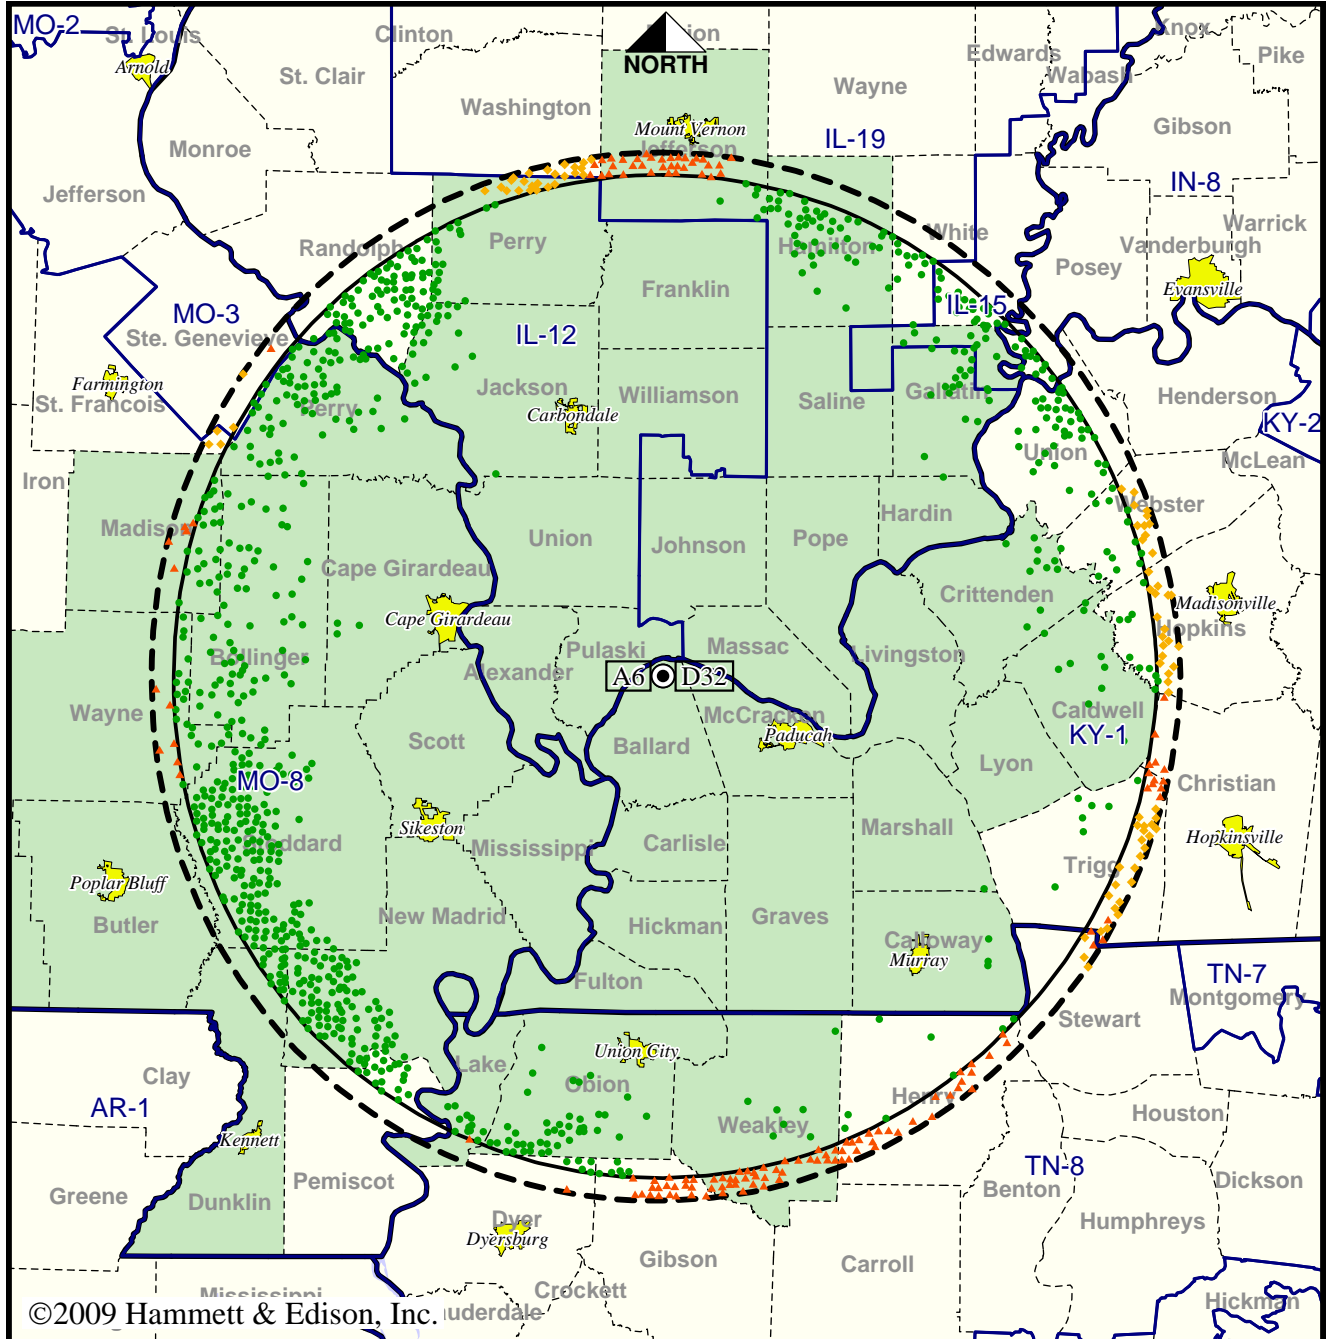 MO-2
St. Louis
Clinton
Marion
Knox
Edwards
Pike
Arnold
St. Clair
NORTH
Wabash
Wayne
Washington
Mount Vernon
Gibson
Monroe
IL-19
Jefferson
Jefferson
IN-8
Warrick
Randolph
Perry
Hamilton
White
Vanderburgh
Posey
Franklin
Evansville
MO-3
IL-15
Ste. Genevieve
IL-12
Farmington
St. Francois
Perry
Jackson
Carbondale
Williamson
Saline
Gallatin
Henderson
KY-2
Union
McLean
Iron
Webster
Madison
Hardin
Union
Johnson
Pope
Cape Girardeau
Crittenden
Madisonville
Cape Girardeau
Hopkins
Bollinger
Pulaski
Massac
Livingston
Alexander
A6
D32
Wayne
McCracken
Caldwell
Paducah
KY-1
Scott
Ballard
Lyon
MO-8
Christian
Sikeston
Marshall
Stoddard
Mississippi
Carlisle
Hopkinsville
Trigg
Poplar Bluff
Butler
New Madrid
Hickman
Graves
Calloway
Murray
Fulton
TN-7
Montgomery
Stewart
Union City
Lake
Clay
Obion
Henry
AR-1
Weakley
Houston
Kennett
TN-8
Pemiscot
Benton
Dickson
Greene
Dunklin
Dyer
Humphreys
Dyersburg
Gibson
Carroll
Crockett
Mississippi
Hickman
©2009 Hammett & Edison, Inc.
auderdale